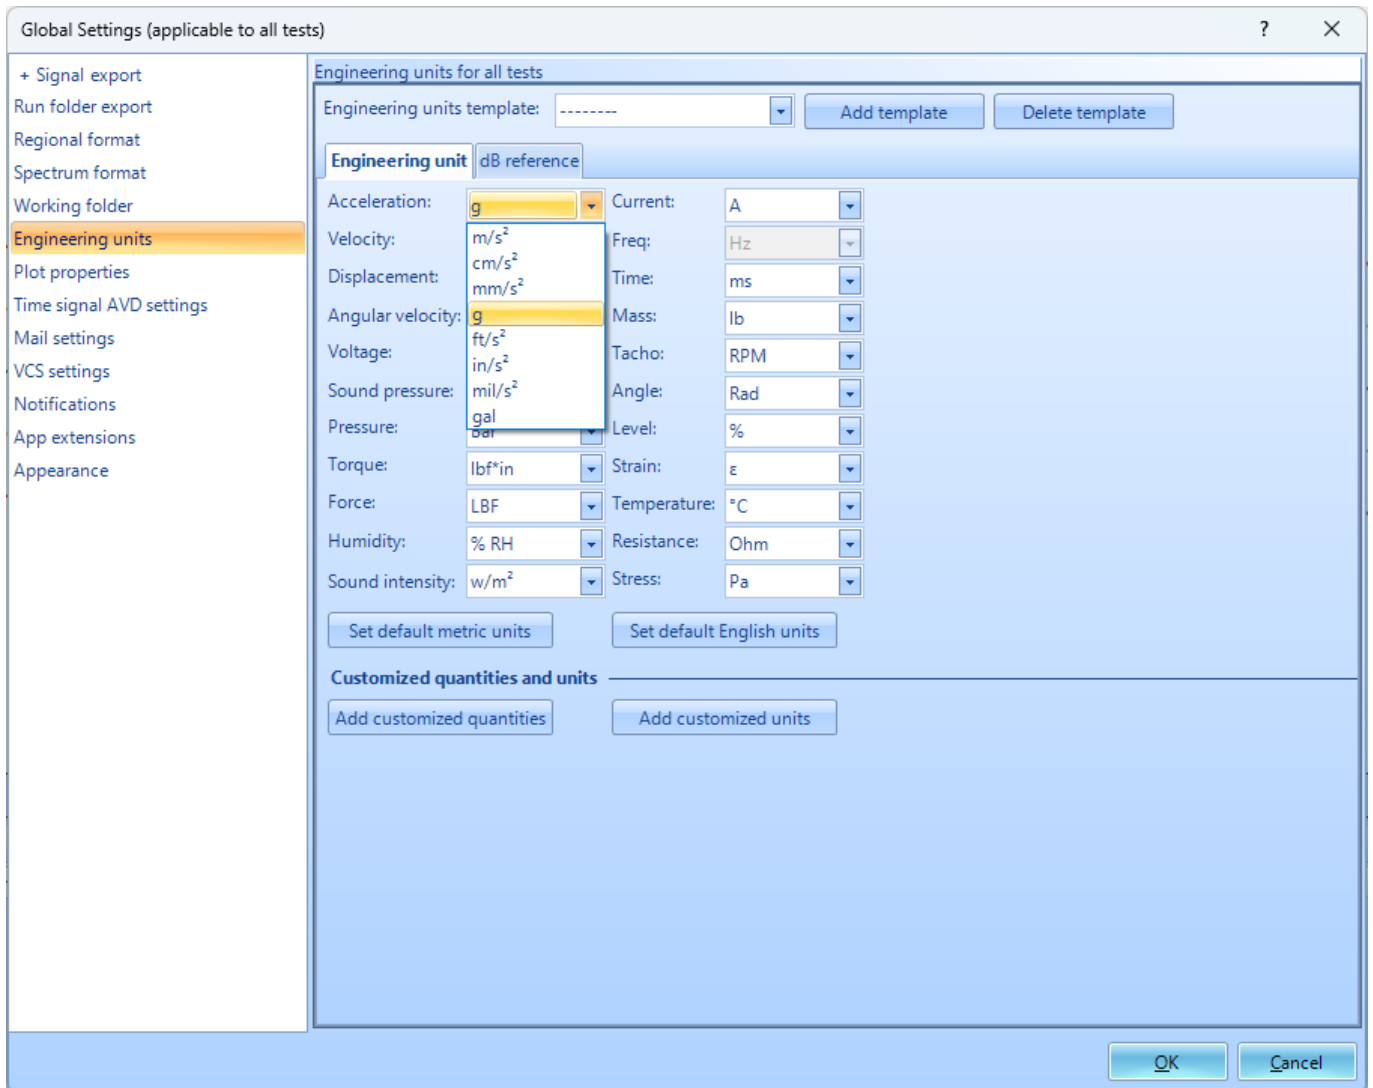 Global Settings (applicable to all tests)
?
+ Signal export
Run folder export
Regional format
Spectrum format
Working folder
Engineering units
Plot properties
Time signal AVD settings
Mail settings
VCS settings
Notifications
App extensions
Appearance
Engineering units for all tests
Engineering units template: -------- Add template Delete template
Engineering unit dB reference
Acceleration: g Current: A
Velocity: Freq: Hz
Displacement: Time: ms
Angular velocity: Mass: lb
Voltage: Tacho: RPM
Sound pressure: Angle: Rad
Pressure: Bar Level: %
Torque: lbf*in Strain: ε
Force: LBF Temperature: °C
Humidity: % RH Resistance: Ohm
Sound intensity: w/m² Stress: Pa
m/s²
cm/s²
mm/s²
g
ft/s²
in/s²
mil/s²
gal
Set default metric units Set default English units
Customized quantities and units
Add customized quantities Add customized units
OK Cancel